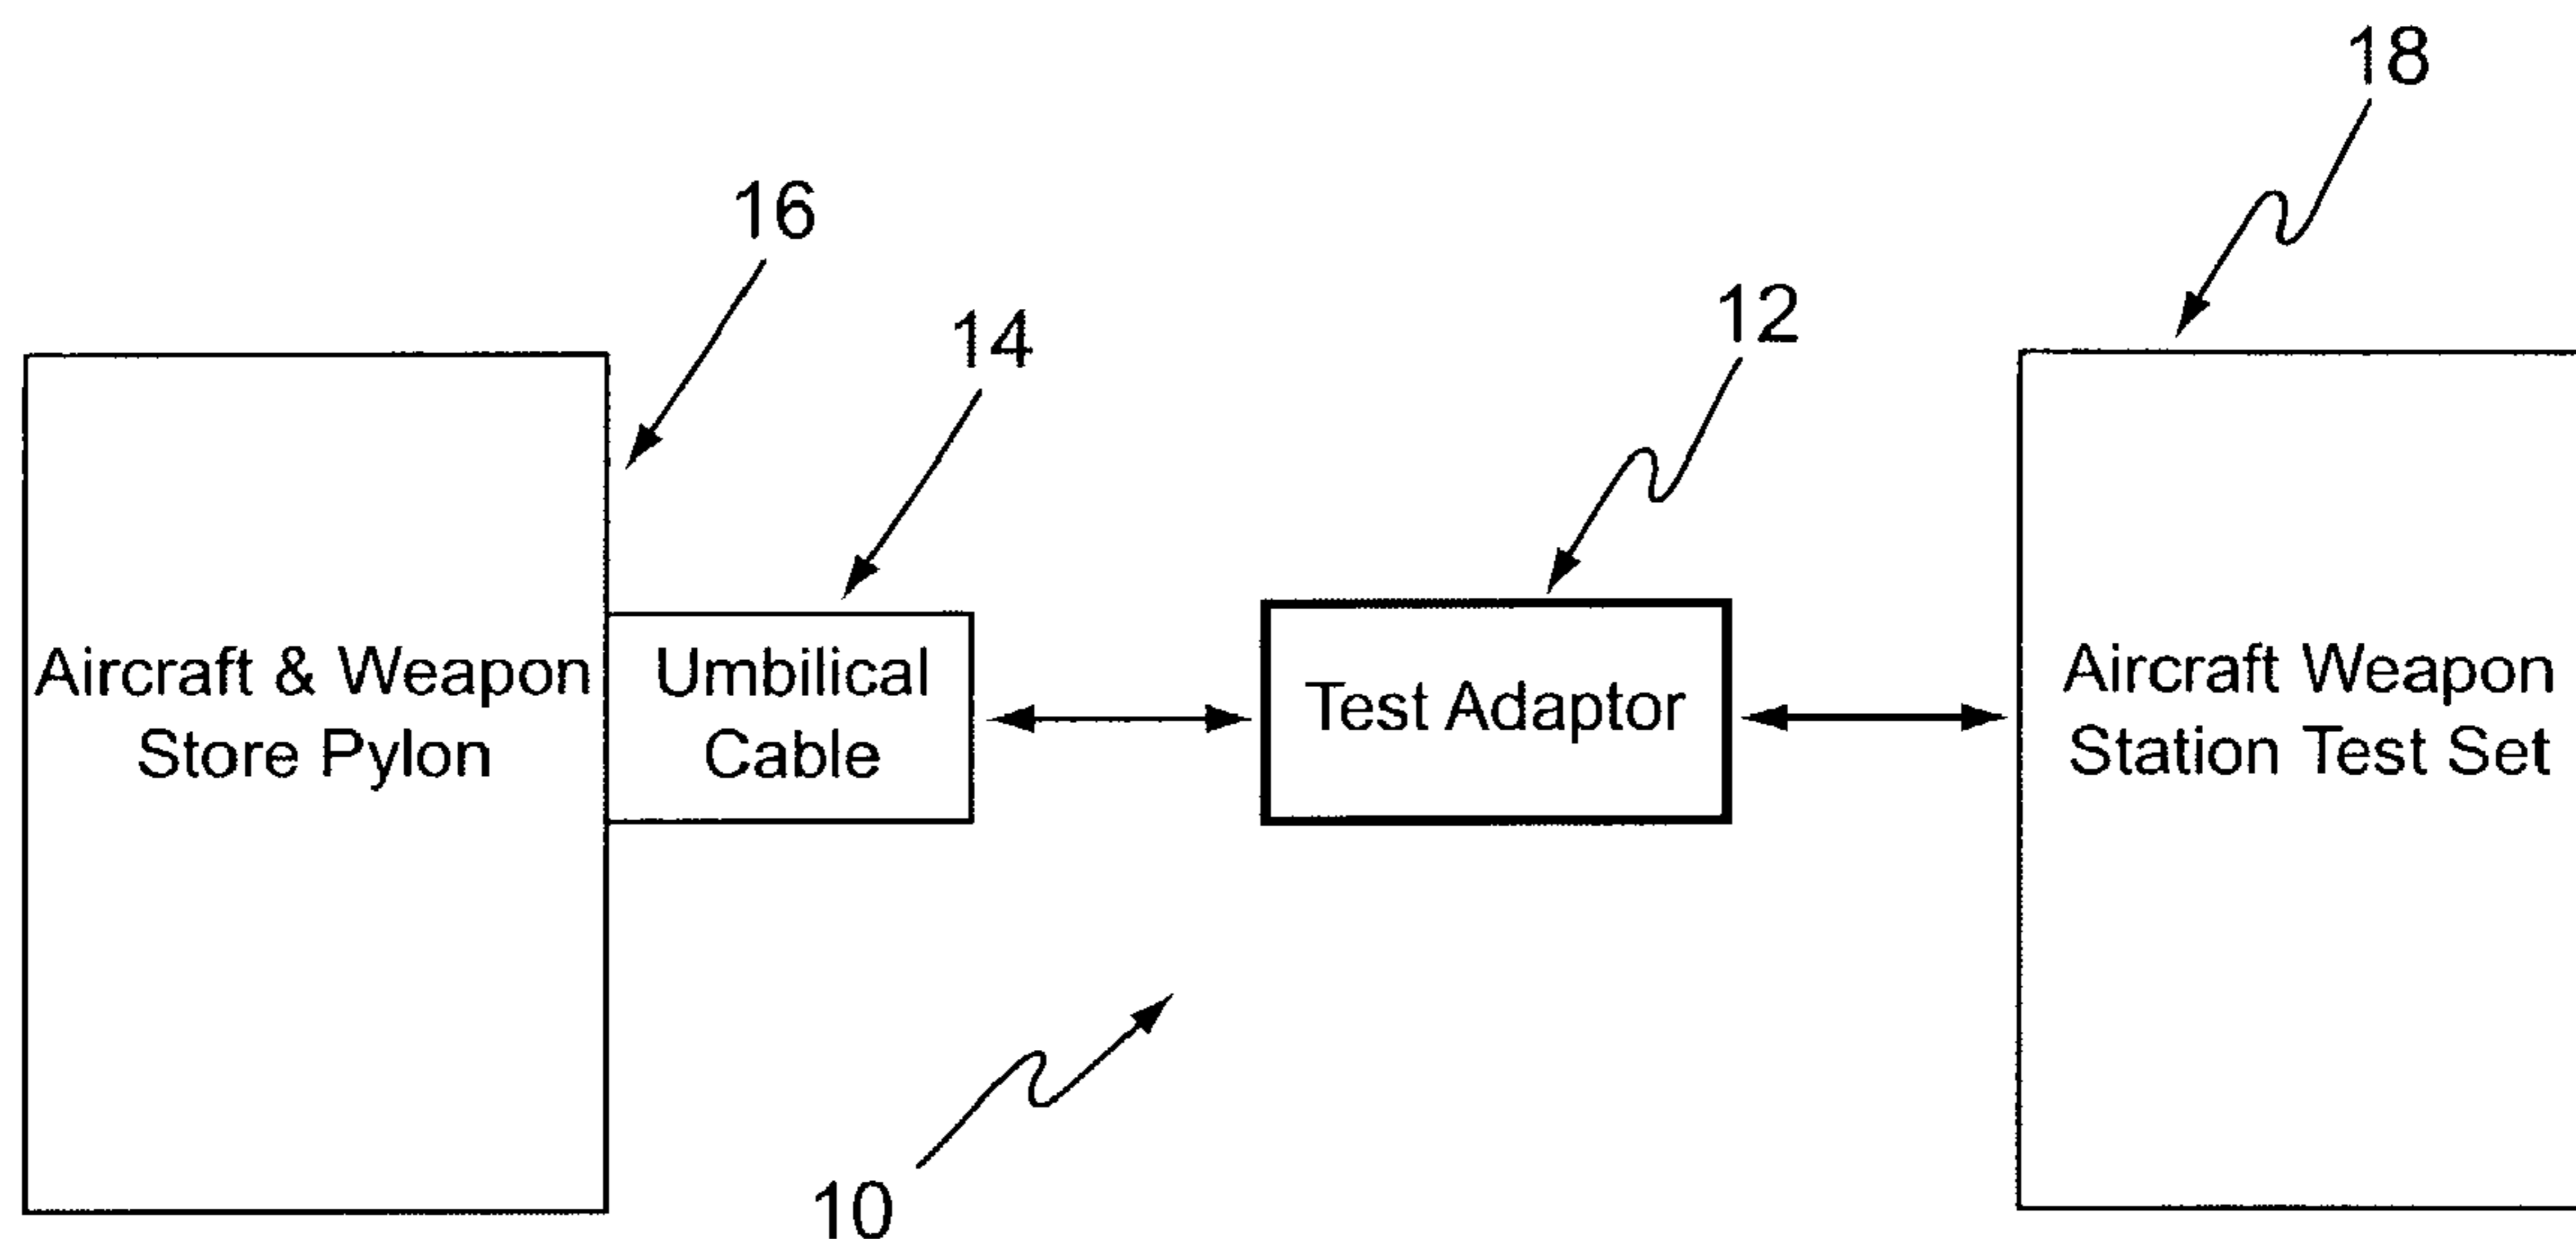 18
16
12
14
Aircraft & Weapon
Store Pylon
Umbilical
Cable
Test Adaptor
Aircraft Weapon
Station Test Set
10